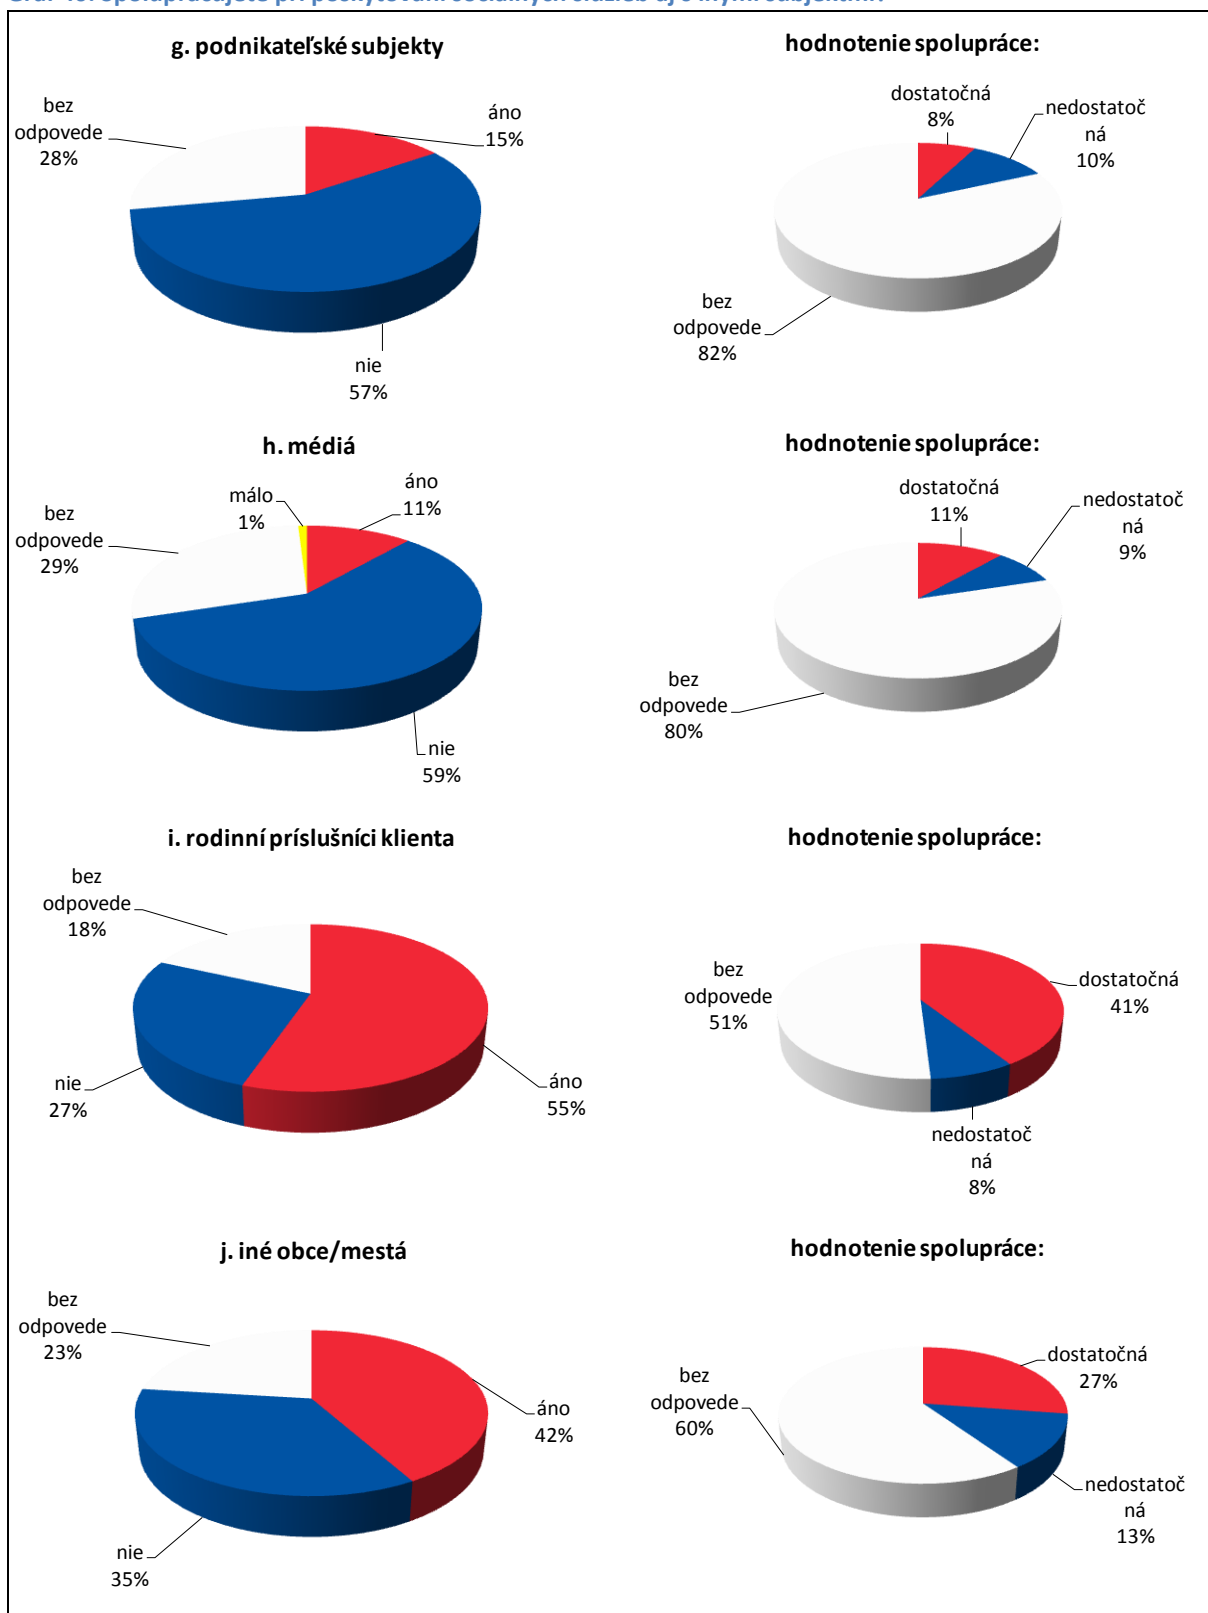 g. podnikateľské subjekty
hodnotenie spolupráce:
bez
odpovede
28%
áno
15%
nie
57%
dostatočná
8%
nedostatoč
ná
10%
bez
odpovede
82%
h. médiá
hodnotenie spolupráce:
málo
1%
áno
11%
bez
odpovede
29%
nie
59%
dostatočná
11%
nedostatoč
ná
9%
bez
odpovede
80%
i. rodinní príslušníci klienta
hodnotenie spolupráce:
bez
odpovede
18%
nie
27%
áno
55%
bez
odpovede
51%
dostatočná
41%
nedostatoč
ná
8%
j. iné obce/mestá
hodnotenie spolupráce:
bez
odpovede
23%
áno
42%
nie
35%
bez
odpovede
60%
dostatočná
27%
nedostatoč
ná
13%